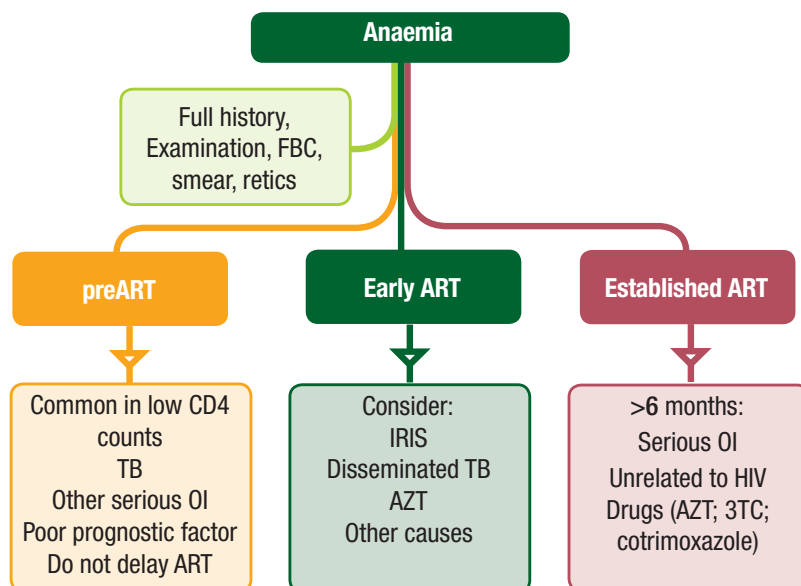 Anaemia
Full history,
Examination, FBC,
smear, retics
preART
Early ART
Established ART
Common in low CD4
counts
TB
Other serious OI
Poor prognostic factor
Do not delay ART
Consider:
IRIS
Disseminated TB
AZT
Other causes
>6 months:
Serious OI
Unrelated to HIV
Drugs (AZT; 3TC;
cotrimoxazole)